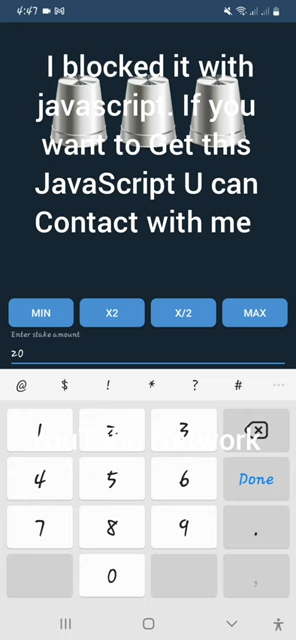 4:47
I blocked it with
javascript. If you
want to Get this
JavaScript U can
Contact with me
MIN X2 X/2 MAX
Enter stake amount
20
@ $ ! * ? # ...
1 2 3
Network
4 5 6 Done
7 8 9 .
0 ,